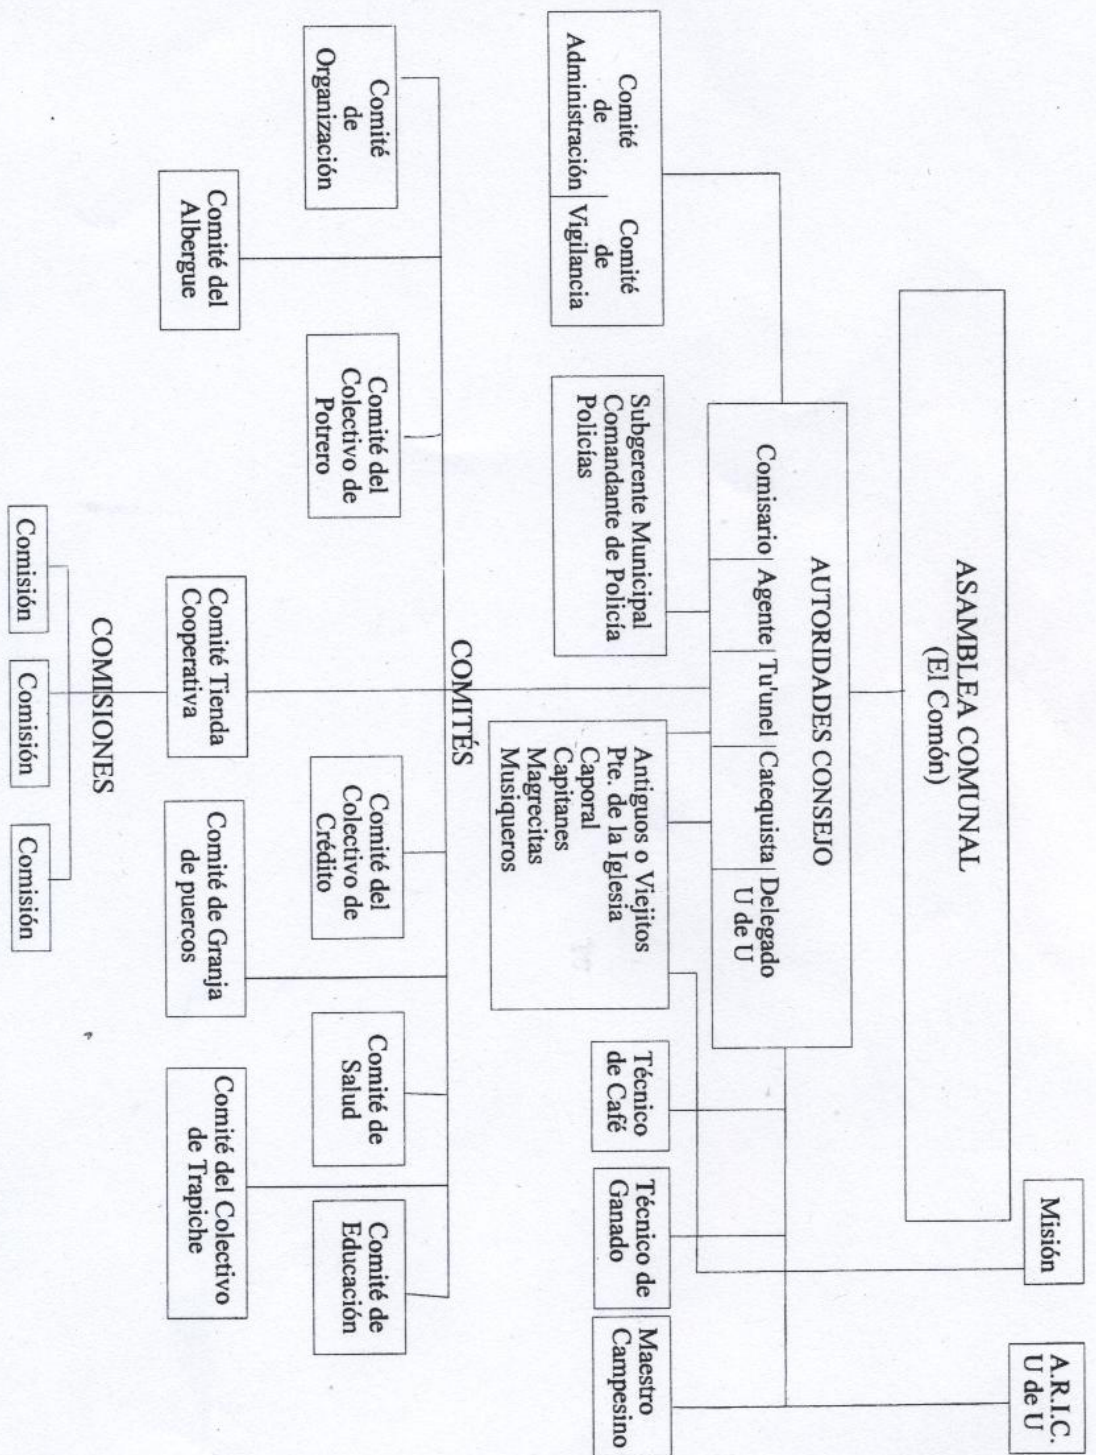 ASAMBLEA COMUNAL
(El Común)
Misión
A.R.I.C.
U de U
AUTORIDADES CONSEJO
Comisario
Agente
Tu'unel
Catequista
Delegado
U de U
Comité
de
Administración
Comité
de
Vigilancia
Subgerente Municipal
Comandante de Policía
Policías
Antiguos o Viejitos
Pte. de la Iglesia
Caporal
Capitanes
Magrecitas
Musiqueros
Técnico
de Café
Técnico de
Ganado
Maestro
Campesino
COMITÉS
Comité
de
Organización
Comité del
Colectivo de
Potrero
Comité del
Colectivo de
Crédito
Comité de
Salud
Comité de
Educación
Comité del
Albergue
Comité Tienda
Cooperativa
Comité de Granja
de puercos
Comité del Colectivo
de Trapiche
COMISIONES
Comisión
Comisión
Comisión